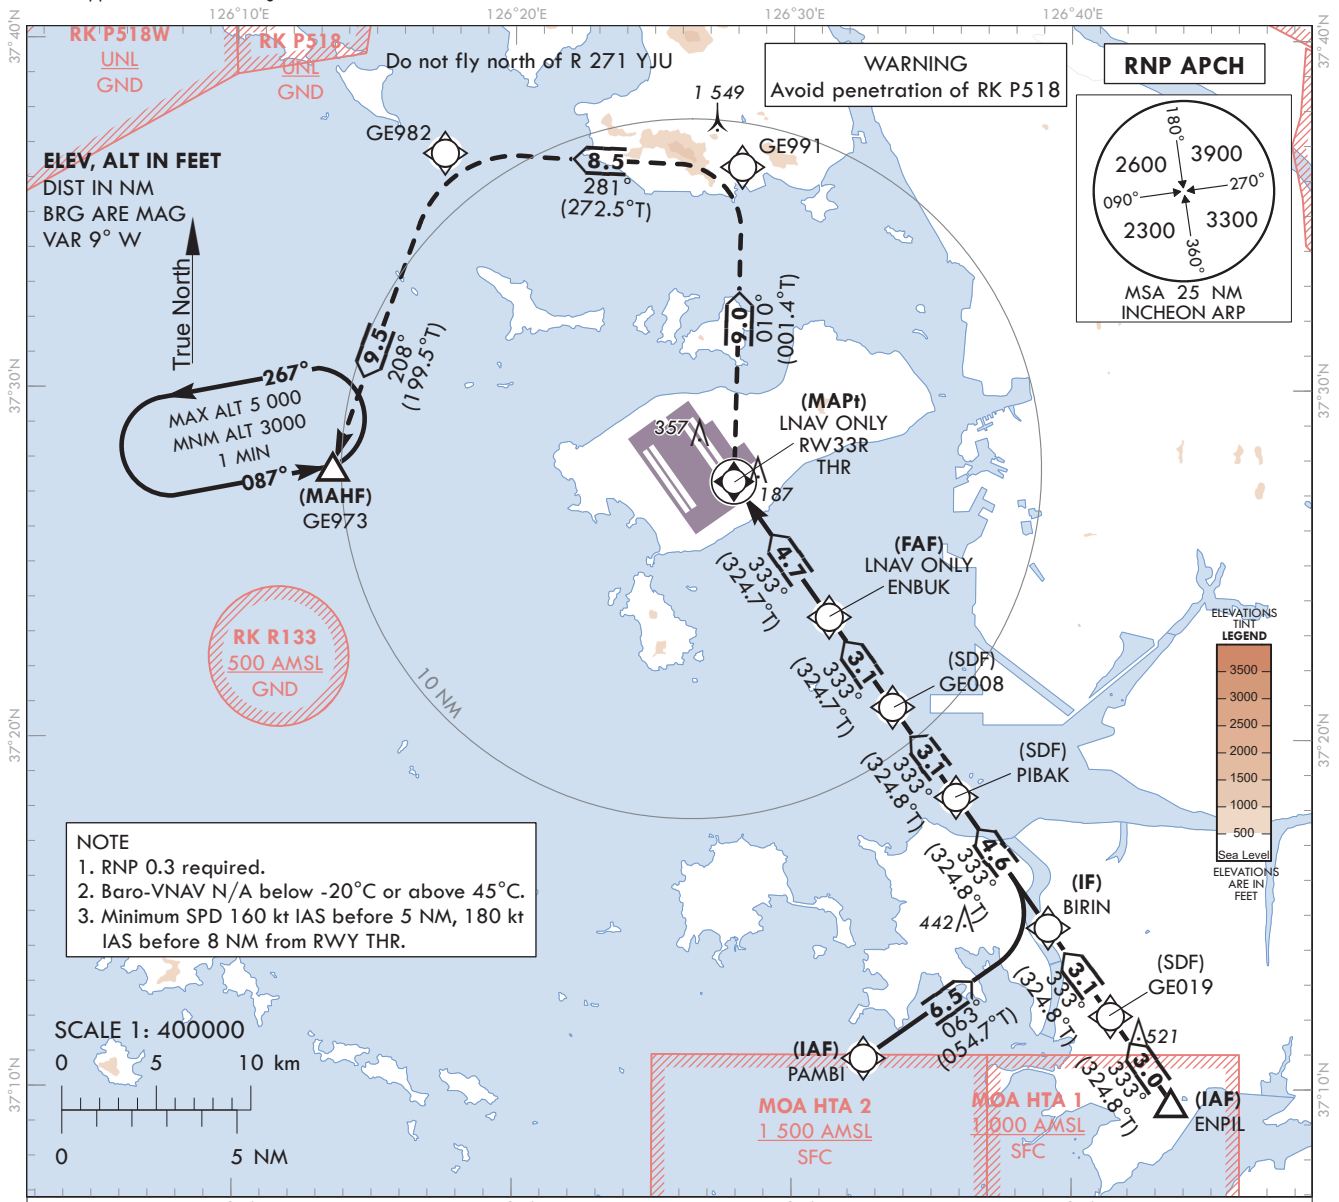 126°10'E
126°20'E
126°30'E
126°40'E
37°40'N
37°40'N
RK P518W
UNL
GND
RK P518
UNL
GND
Do not fly north of R 271 YJU
WARNING
Avoid penetration of RK P518
RNP APCH
1 549
GE982
GE991
ELEV, ALT IN FEET
DIST IN NM
BRG ARE MAG
VAR 9° W
True North
8.5
281°
(272.5°T)
180°
2600
3900
090°
270°
2300
3300
360°
MSA 25 NM
INCHEON ARP
9.0
010°
(001.4°T)
9.5
208°
(199.5°T)
37°30'N
37°30'N
267°
MAX ALT 5 000
MNM ALT 3000
1 MIN
087°
(MAHF)
GE973
357
(MAPt)
LNAV ONLY
RW33R
THR
187
4.7
333°
(324.7°T)
(FAF)
LNAV ONLY
ENBUK
RK R133
500 AMSL
GND
10 NM
3.1
333°
(324.7°T)
(SDF)
GE008
ELEVATIONS
TINT
LEGEND
3500
3000
2500
2000
1500
1000
500
Sea Level
ELEVATIONS
ARE IN
FEET
37°20'N
37°20'N
3.1
333°
(324.8°T)
(SDF)
PIBAK
NOTE
1. RNP 0.3 required.
2. Baro-VNAV N/A below -20°C or above 45°C.
3. Minimum SPD 160 kt IAS before 5 NM, 180 kt
IAS before 8 NM from RWY THR.
4.6
333°
(324.8°T)
442
(IF)
BIRIN
3.1
333°
(324.8°T)
(SDF)
GE019
6.5
063°
(054.7°T)
(IAF)
PAMBI
521
3.0
333°
(324.8°T)
(IAF)
ENPIL
SCALE 1: 400000
0 5 10 km
0 5 NM
37°10'N
37°10'N
MOA HTA 2
1 500 AMSL
SFC
MOA HTA 1
1 000 AMSL
SFC